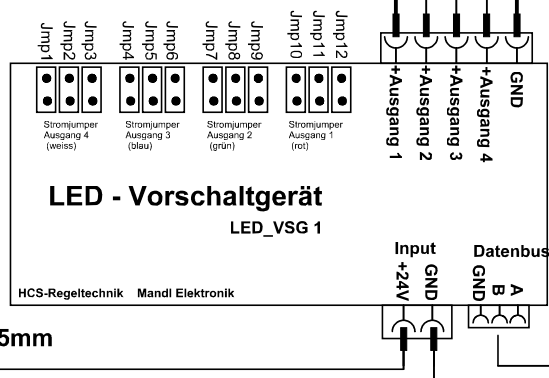 Jmp1 Jmp2 Jmp3 Jmp4 Jmp5 Jmp6 Jmp7 Jmp8 Jmp9 Jmp10 Jmp11 Jmp12
Stromjumper
Ausgang 4
(weiss)
Stromjumper
Ausgang 3
(blau)
Stromjumper
Ausgang 2
(grün)
Stromjumper
Ausgang 1
(rot)
+Ausgang 1
+Ausgang 2
+Ausgang 3
+Ausgang 4
GND
LED - Vorschaltgerät
LED_VSG 1
Input
+24V
GND
Datenbus
GND
B
A
HCS-Regeltechnik Mandl Elektronik
5mm